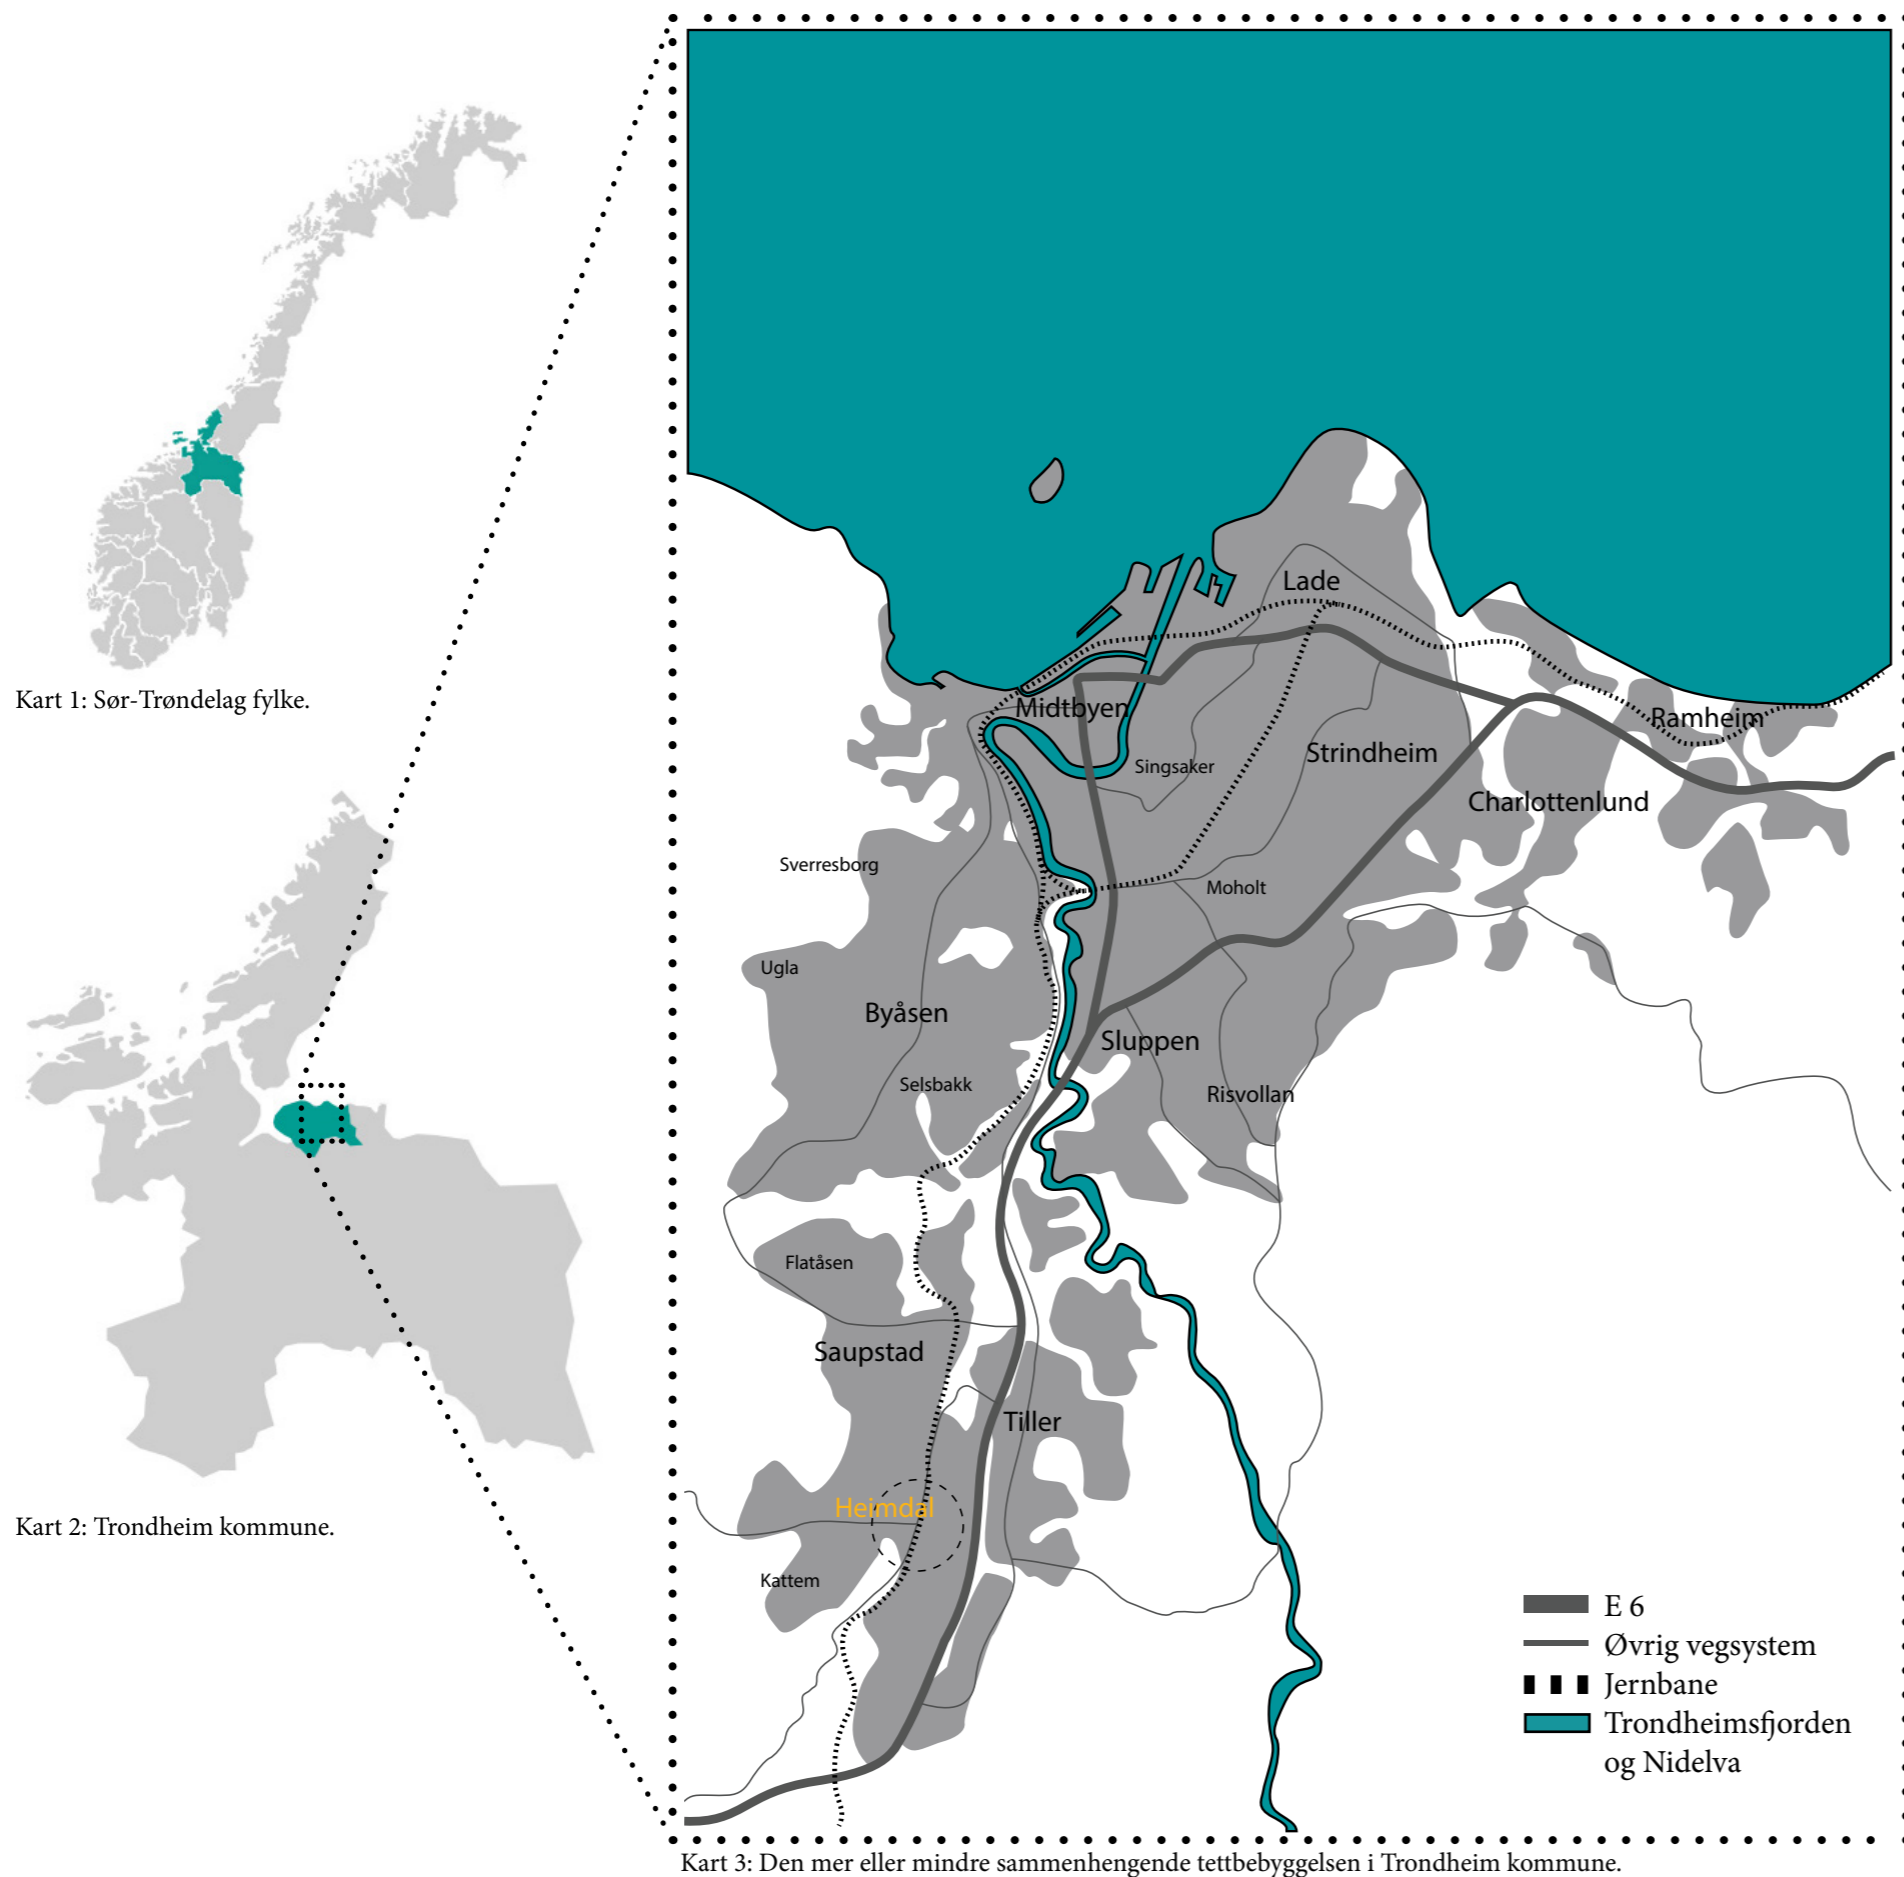 Kart 1: Sør-Trøndelag fylke.
Kart 2: Trondheim kommune.
Lade
Midtbyen
Ramheim
Strindheim
Singsaker
Charlottenlund
Sverresborg
Moholt
Ugla
Byåsen
Sluppen
Selsbakk
Risvollan
Flatåsen
Saupstad
Tiller
Heimdal
Kattem
E 6
Øvrig vegsystem
Jernbane
Trondheimsfjorden
og Nidelva
Kart 3: Den mer eller mindre sammenhengende tettbebyggelsen i Trondheim kommune.